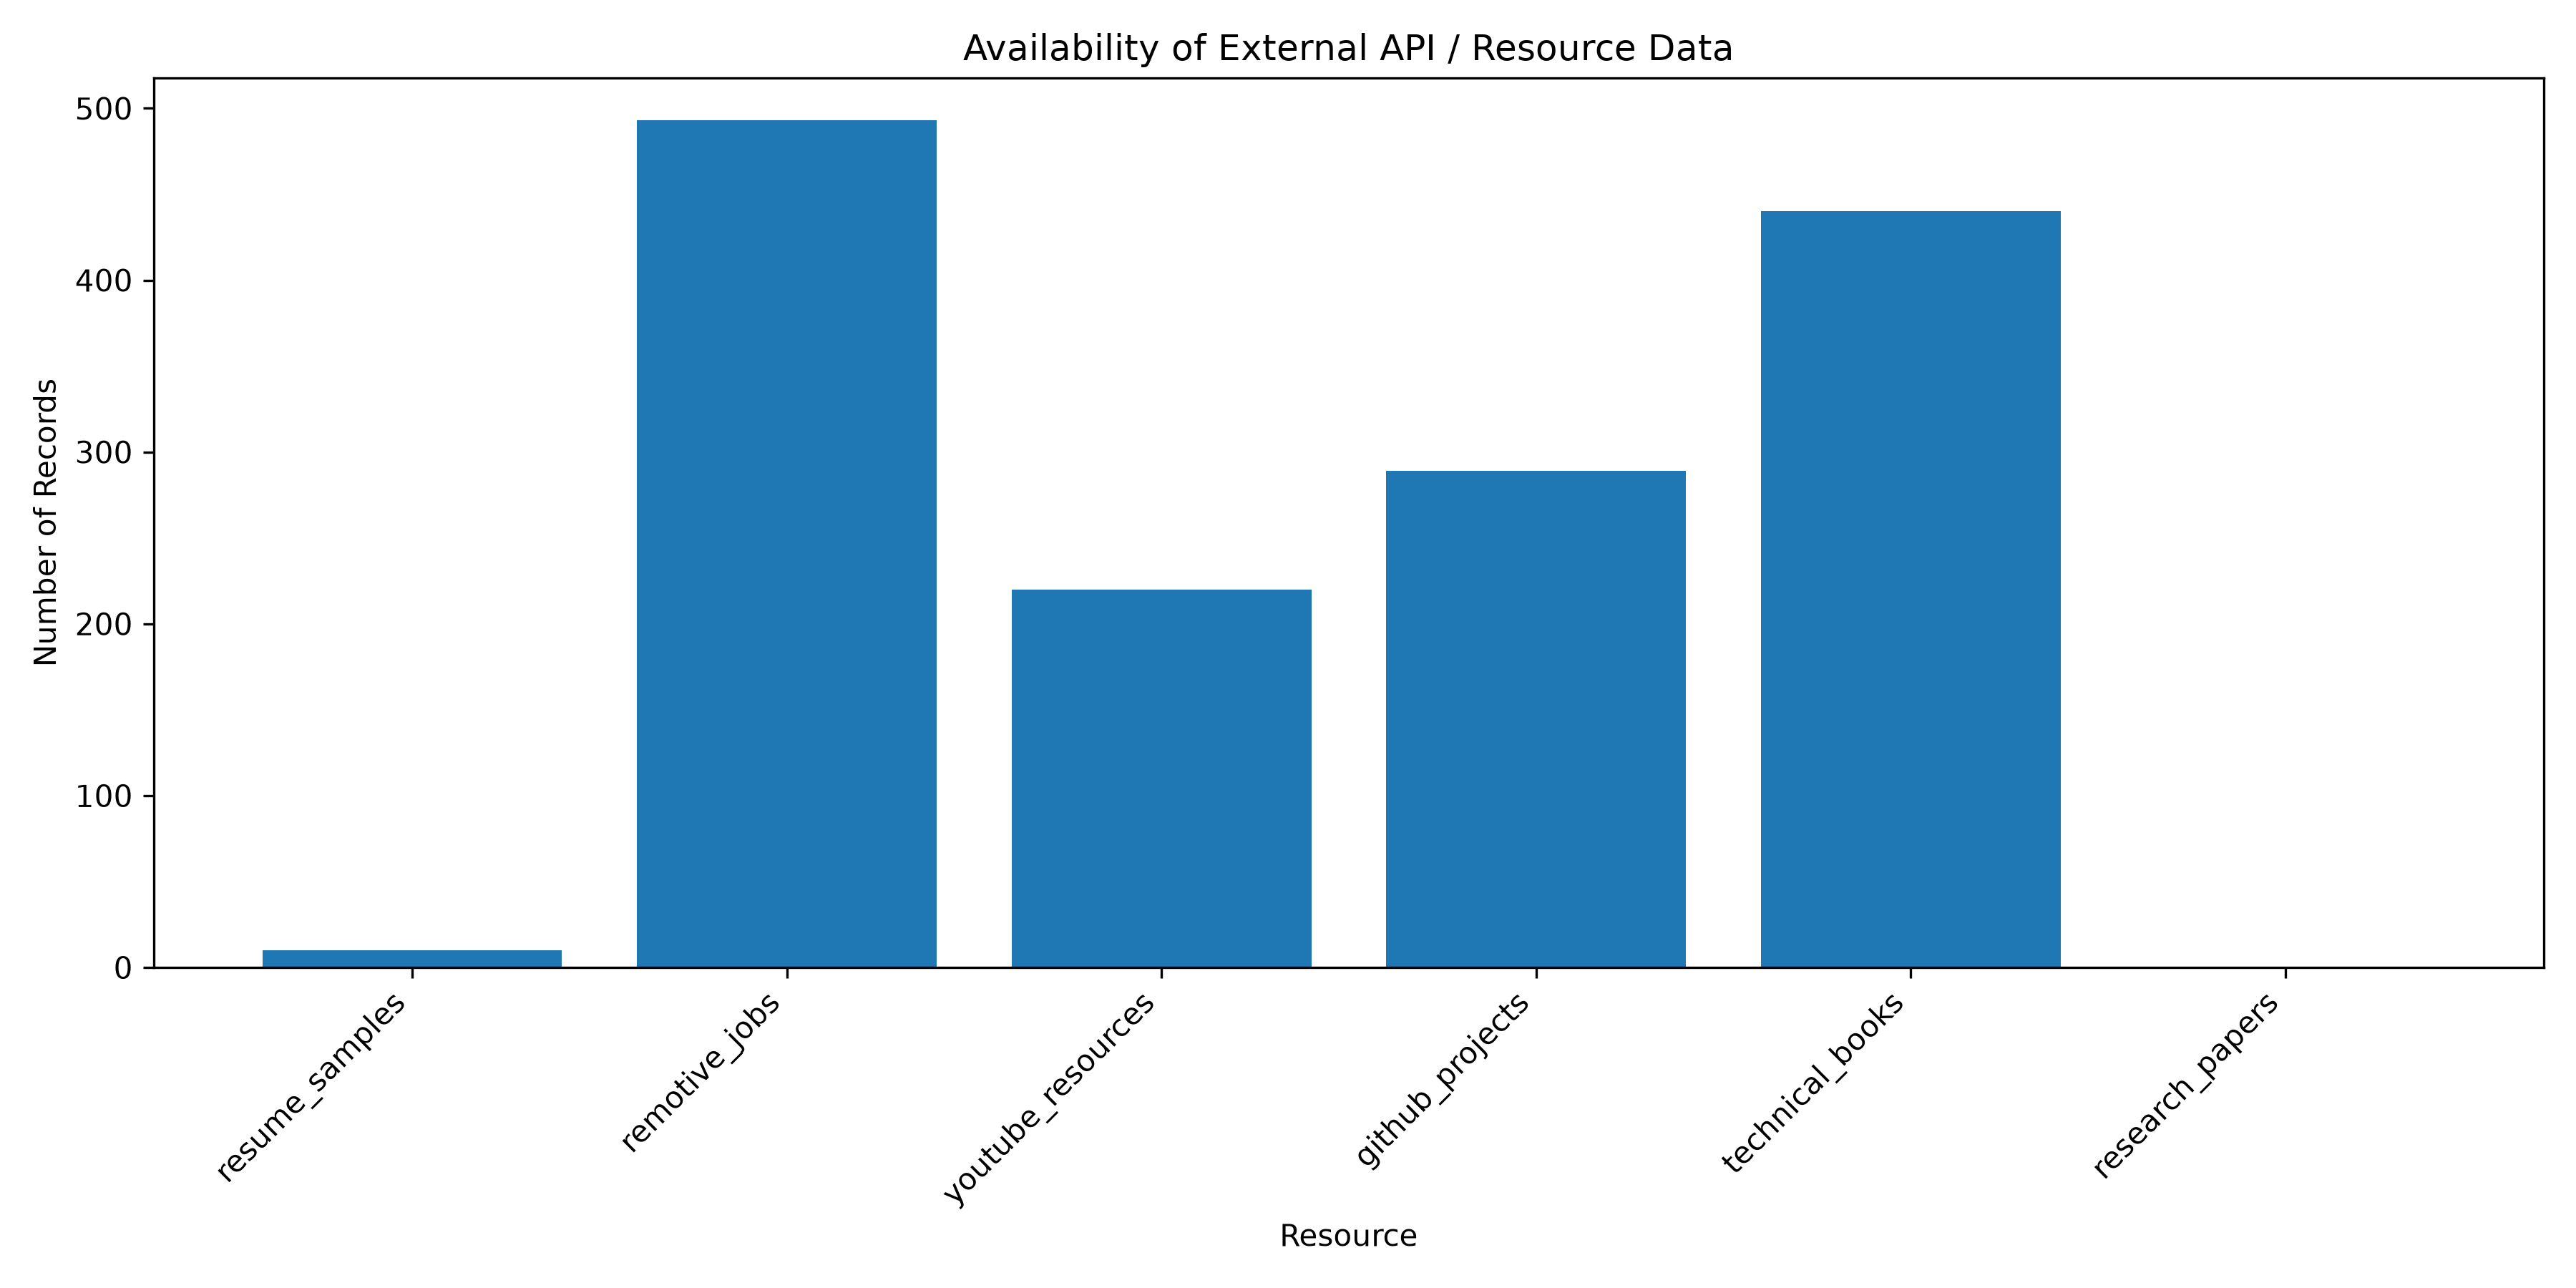 Availability of External API / Resource Data
Number of Records
500
400
300
200
100
0
resume_samples
remotive_jobs
youtube_resources
github_projects
technical_books
research_papers
Resource